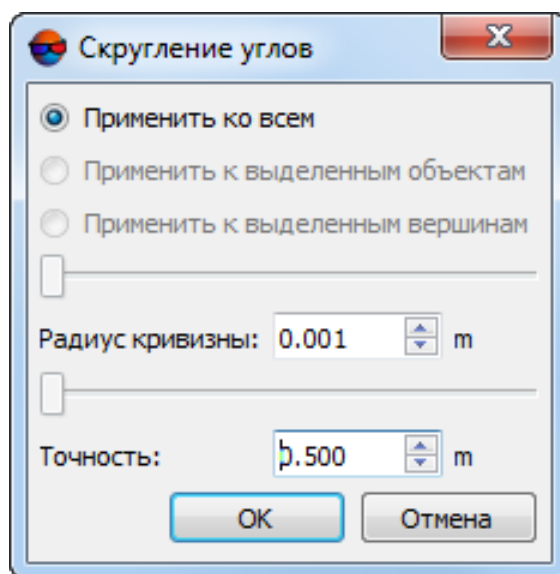 Скругление углов
Применить ко всем
Применить к выделенным объектам
Применить к выделенным вершинам
Радиус кривизны: 0.001 m
Точность: 0.500 m
OK Отмена